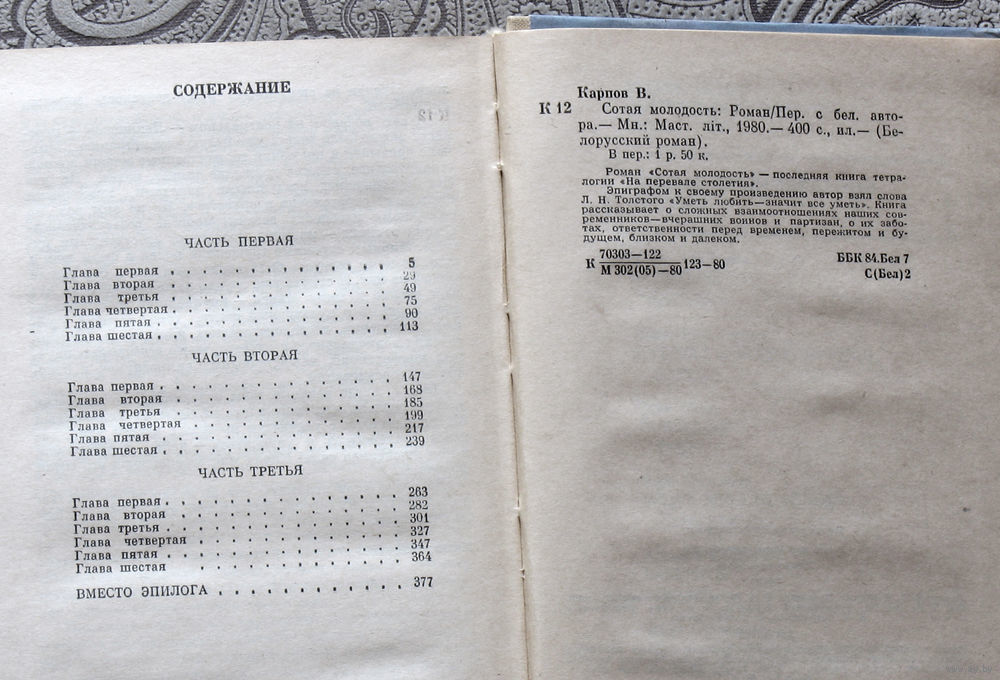 СОДЕРЖАНИЕ
К 12
ЧАСТЬ ПЕРВАЯ
Глава первая . . . . . . . . . . . . . . 5
Глава вторая . . . . . . . . . . . . . . 29
Глава третья . . . . . . . . . . . . . . 49
Глава четвертая . . . . . . . . . . . . . . 75
Глава пятая . . . . . . . . . . . . . . 90
Глава шестая . . . . . . . . . . . . . . 113
ЧАСТЬ ВТОРАЯ
Глава первая . . . . . . . . . . . . . . 147
Глава вторая . . . . . . . . . . . . . . 168
Глава третья . . . . . . . . . . . . . . 185
Глава четвертая . . . . . . . . . . . . . . 199
Глава пятая . . . . . . . . . . . . . . 217
Глава шестая . . . . . . . . . . . . . . 239
ЧАСТЬ ТРЕТЬЯ
Глава первая . . . . . . . . . . . . . . 263
Глава вторая . . . . . . . . . . . . . . 282
Глава третья . . . . . . . . . . . . . . 301
Глава четвертая . . . . . . . . . . . . . . 327
Глава пятая . . . . . . . . . . . . . . 347
Глава шестая . . . . . . . . . . . . . . 364
ВМЕСТО ЭПИЛОГА . . . . . . . . . . . . 377
Карпов В.
К 12 Сотая молодость: Роман/Пер. с бел. авто-
ра.— Мн.: Маст. літ., 1980.— 400 с., ил.— (Бе-
лорусский роман).
В пер.: 1 р. 50 к.
Роман «Сотая молодость» — последняя книга тетра-
логии «На перевале столетия».
Эпиграфом к своему произведению автор взял слова
Л. Н. Толстого «Уметь любить—значит все уметь». Книга
рассказывает о сложных взаимоотношениях наших сов-
ременников—вчерашних воинов и партизан, о их забо-
тах, ответственности перед временем, пережитом и бу-
дущем, близком и далеком.
70303—122
К 123—80
М 302(05)—80
ББК 84.Бел 7
С(Бел)2